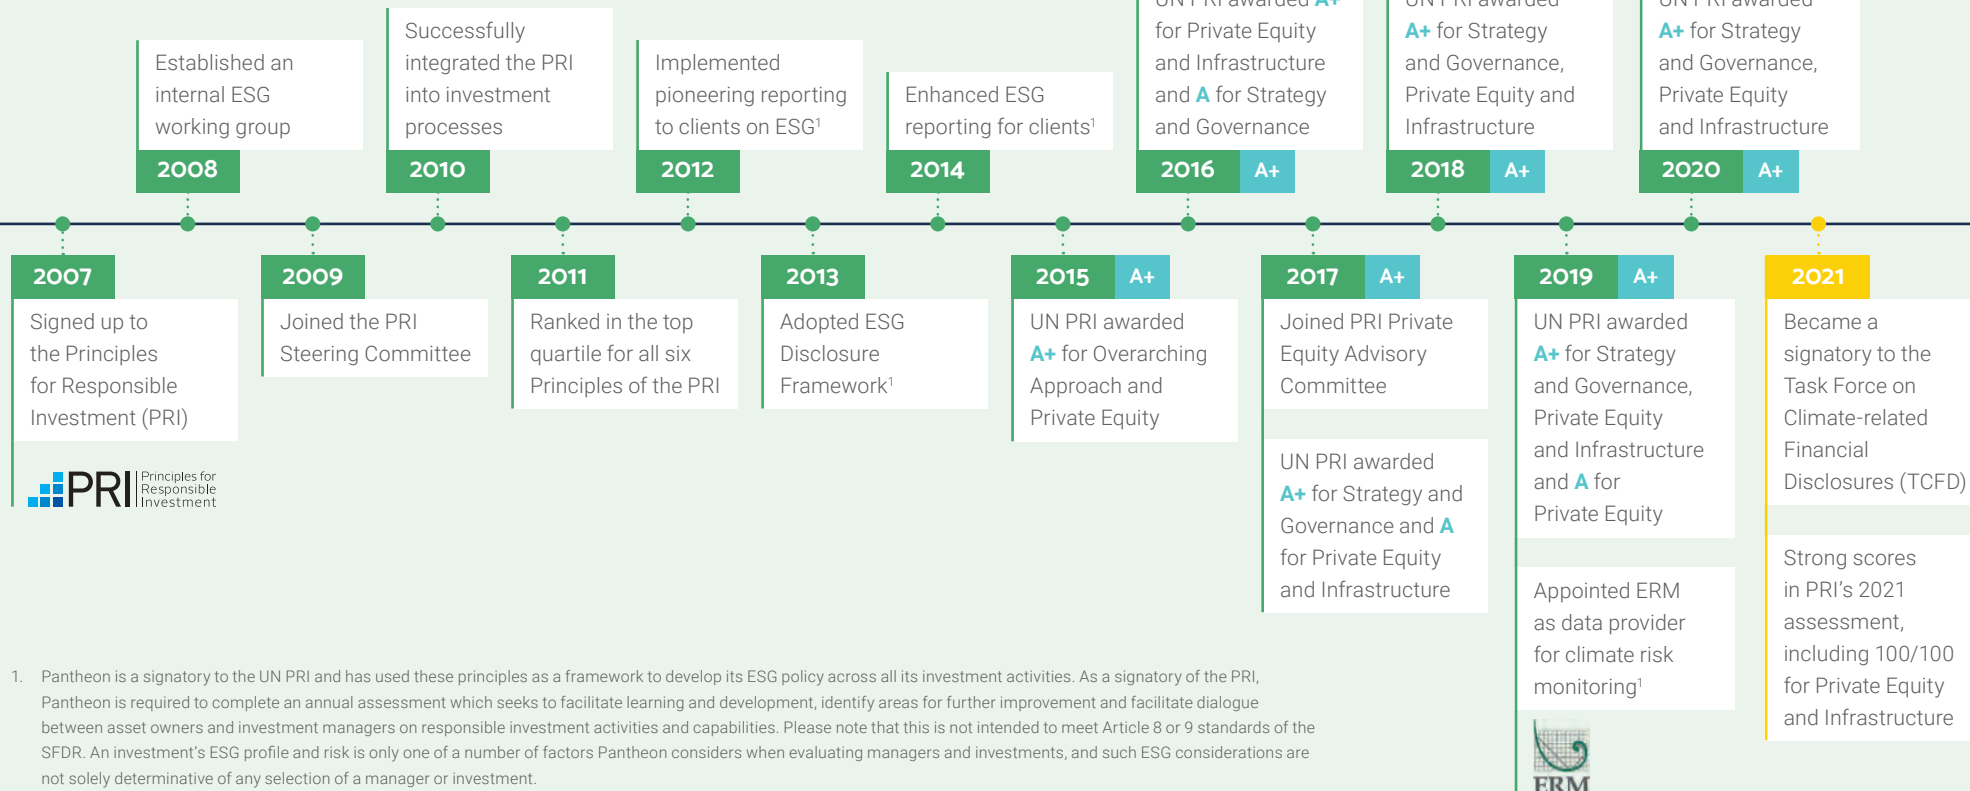 Established an
internal ESG
working group
2008
Successfully
integrated the PRI
into investment
processes
2010
Implemented
pioneering reporting
to clients on ESG1
2012
Enhanced ESG
reporting for clients1
2014
UN PRI awarded A+
for Private Equity
and Infrastructure
and A for Strategy
and Governance
2016 A+
UN PRI awarded
A+ for Strategy
and Governance,
Private Equity and
Infrastructure
2018 A+
UN PRI awarded
A+ for Strategy
and Governance,
Private Equity
and Infrastructure
2020 A+
2007
Signed up to
the Principles
for Responsible
Investment (PRI)
PRI
Principles for
Responsible
Investment
2009
Joined the PRI
Steering Committee
2011
Ranked in the top
quartile for all six
Principles of the PRI
2013
Adopted ESG
Disclosure
Framework1
2015 A+
UN PRI awarded
A+ for Overarching
Approach and
Private Equity
2017 A+
Joined PRI Private
Equity Advisory
Committee
UN PRI awarded
A+ for Strategy and
Governance and A
for Private Equity
and Infrastructure
2019 A+
UN PRI awarded
A+ for Strategy
and Governance,
Private Equity
and Infrastructure
and A for
Private Equity
Appointed ERM
as data provider
for climate risk
monitoring1
ERM
2021
Became a
signatory to the
Task Force on
Climate-related
Financial
Disclosures (TCFD)
Strong scores
in PRI's 2021
assessment,
including 100/100
for Private Equity
and Infrastructure
1. Pantheon is a signatory to the UN PRI and has used these principles as a framework to develop its ESG policy across all its investment activities. As a signatory of the PRI,
Pantheon is required to complete an annual assessment which seeks to facilitate learning and development, identify areas for further improvement and facilitate dialogue
between asset owners and investment managers on responsible investment activities and capabilities. Please note that this is not intended to meet Article 8 or 9 standards of the
SFDR. An investment's ESG profile and risk is only one of a number of factors Pantheon considers when evaluating managers and investments, and such ESG considerations are
not solely determinative of any selection of a manager or investment.